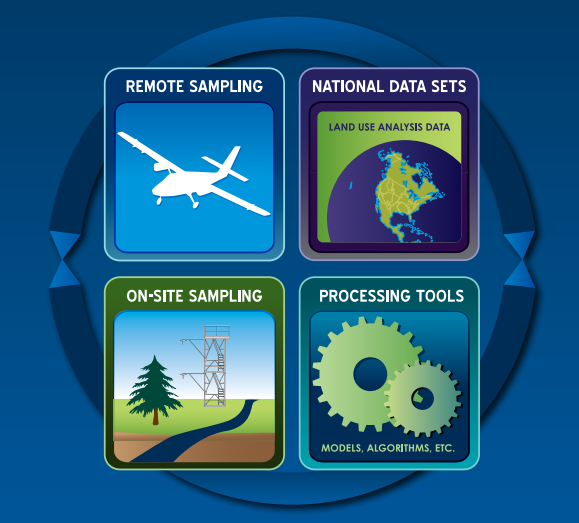 REMOTE SAMPLING
NATIONAL DATA SETS
LAND USE ANALYSIS DATA
ON-SITE SAMPLING
PROCESSING TOOLS
MODELS, ALGORITHMS, ETC.